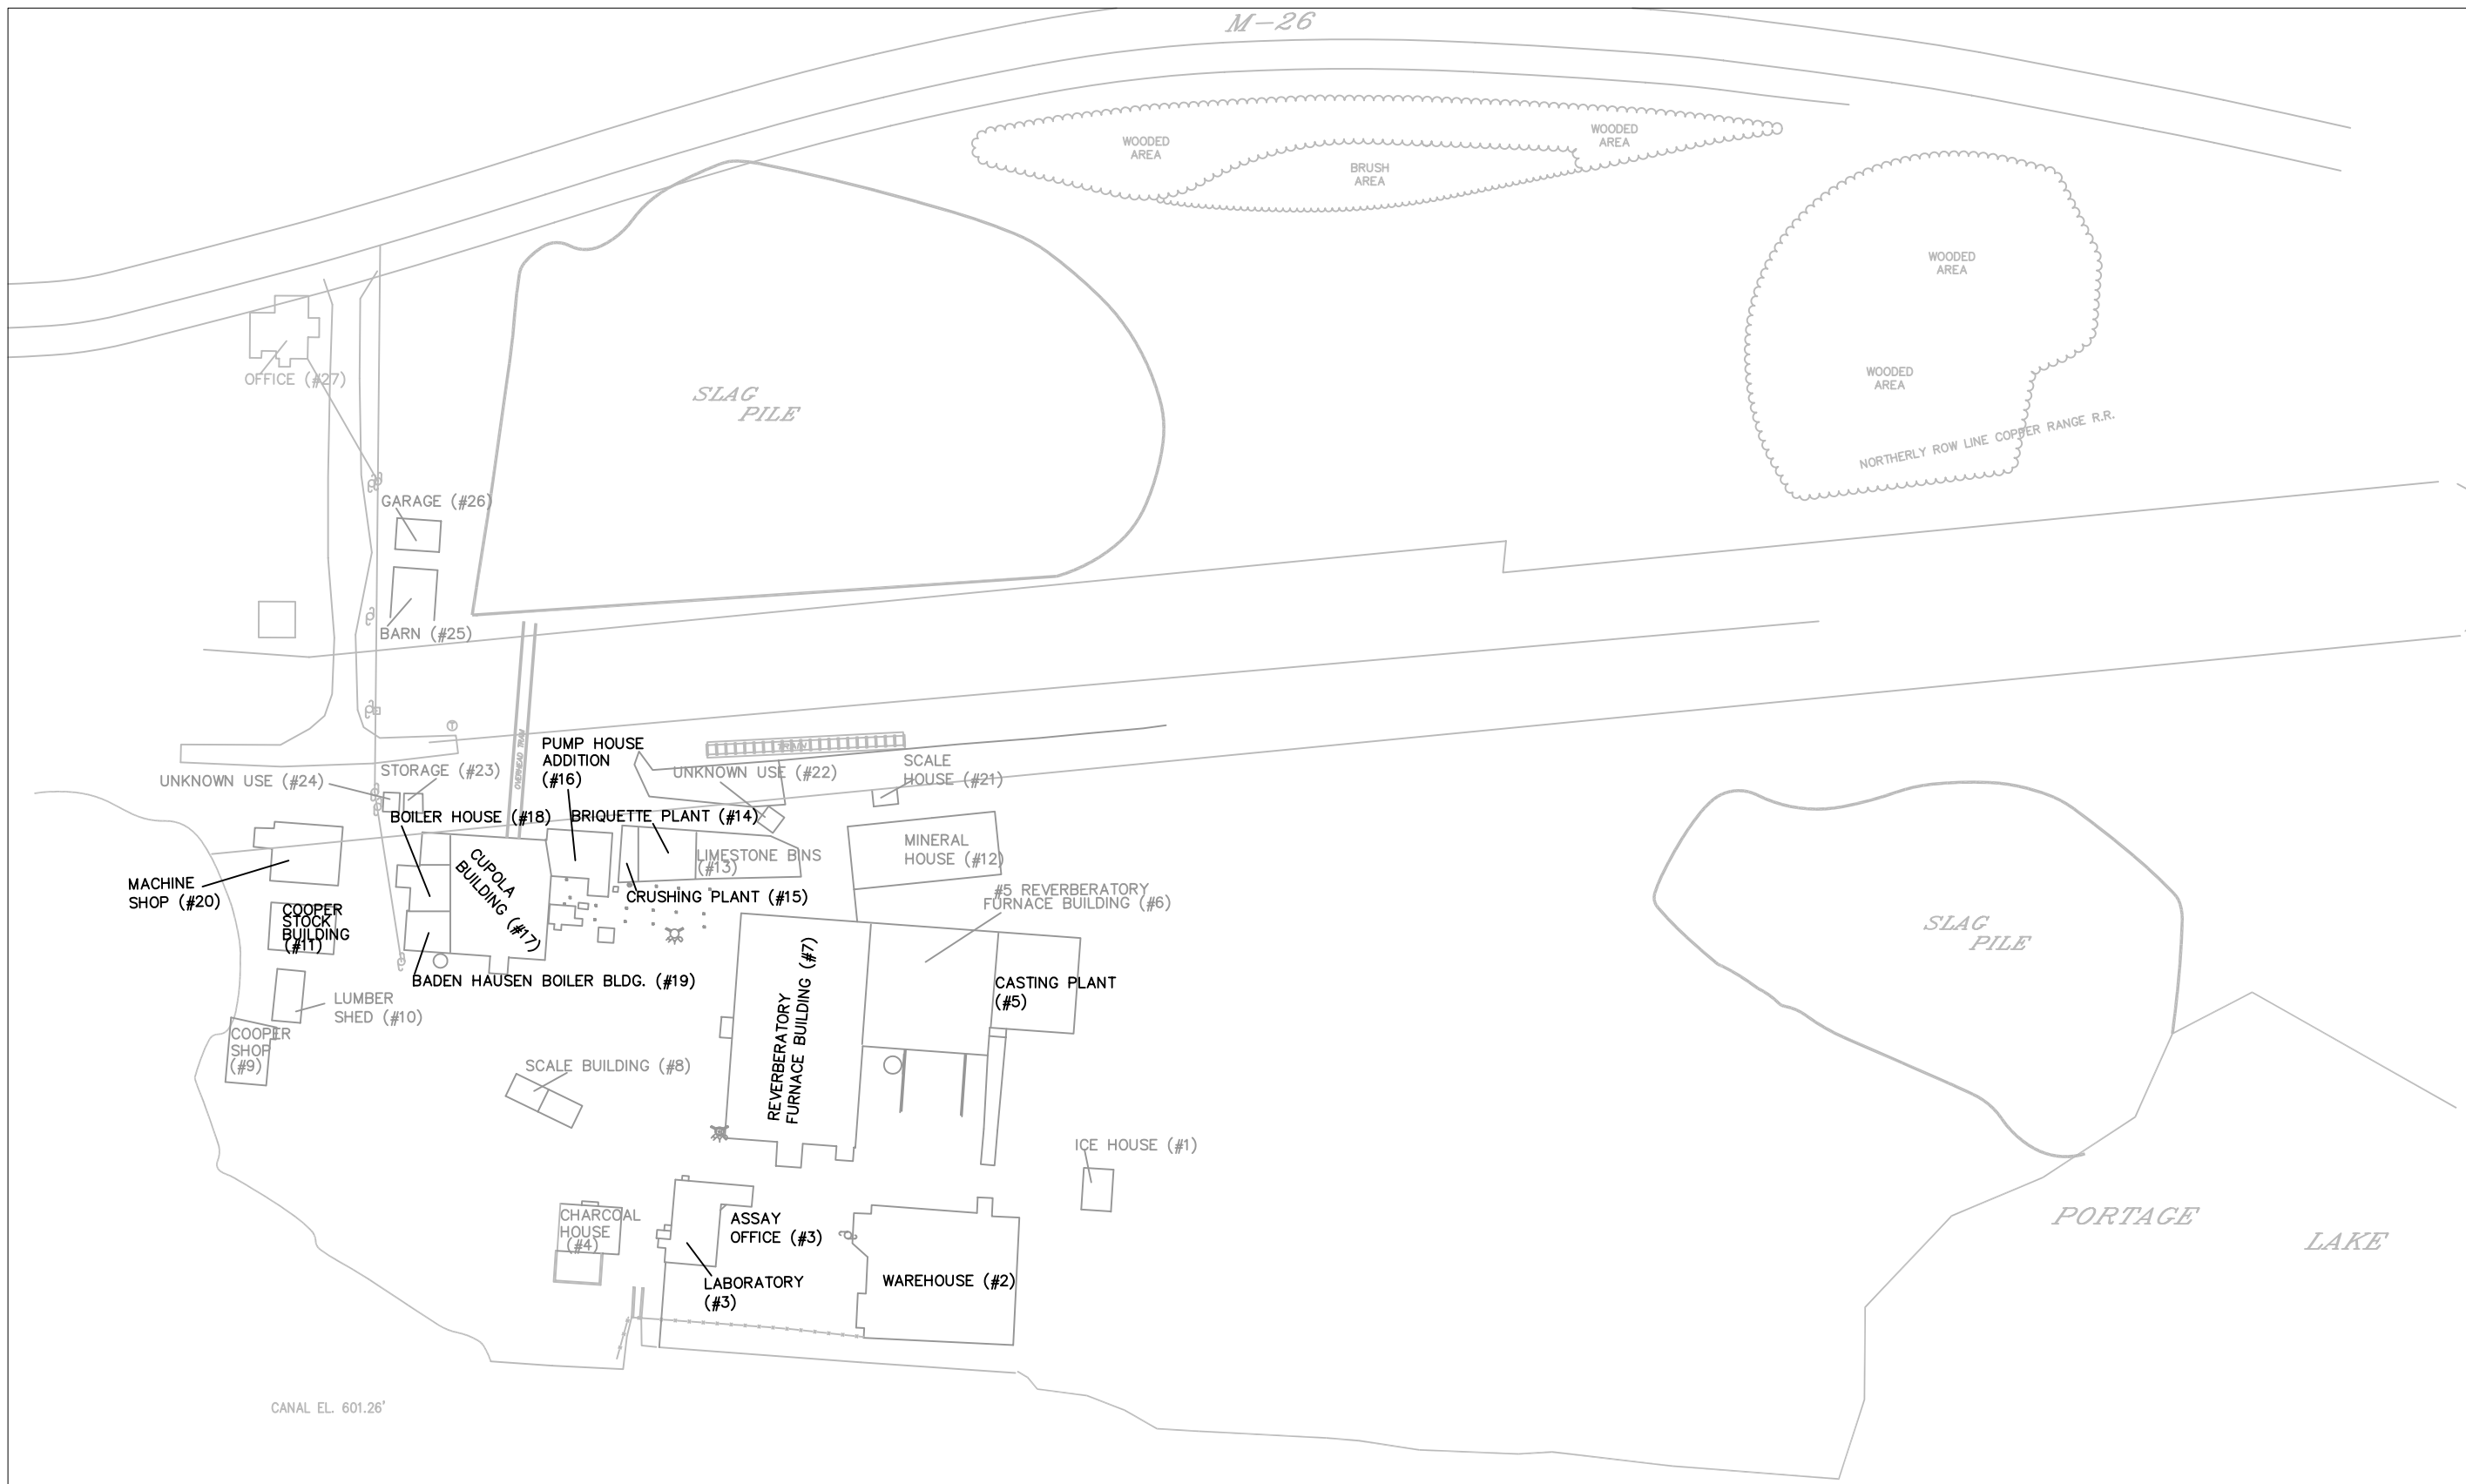 M-26
WOODED
AREA
WOODED
AREA
BRUSH
AREA
WOODED
AREA
WOODED
AREA
OFFICE (#27)
SLAG
PILE
NORTHERLY ROW LINE COPPER RANGE R.R.
GARAGE (#26)
BARN (#25)
OVERHEAD TRAM
TRAIN
PUMP HOUSE
ADDITION
(#16)
UNKNOWN USE (#24)
STORAGE (#23)
UNKNOWN USE (#22)
SCALE
HOUSE (#21)
BOILER HOUSE (#18)
BRIQUETTE PLANT (#14)
CUPOLA
BUILDING (#17)
LIMESTONE BINS
(#13)
MINERAL
HOUSE (#12)
MACHINE
SHOP (#20)
CRUSHING PLANT (#15)
#5 REVERBERATORY
FURNACE BUILDING (#6)
COOPER
STOCK
BUILDING
(#11)
SLAG
PILE
BADEN HAUSEN BOILER BLDG. (#19)
CASTING PLANT
(#5)
LUMBER
SHED (#10)
REVERBERATORY
FURNACE BUILDING (#7)
COOPER
SHOP
(#9)
SCALE BUILDING (#8)
ICE HOUSE (#1)
CHARCOAL
HOUSE
(#4)
ASSAY
OFFICE (#3)
PORTAGE
LAKE
LABORATORY
(#3)
WAREHOUSE (#2)
CANAL EL. 601.26'